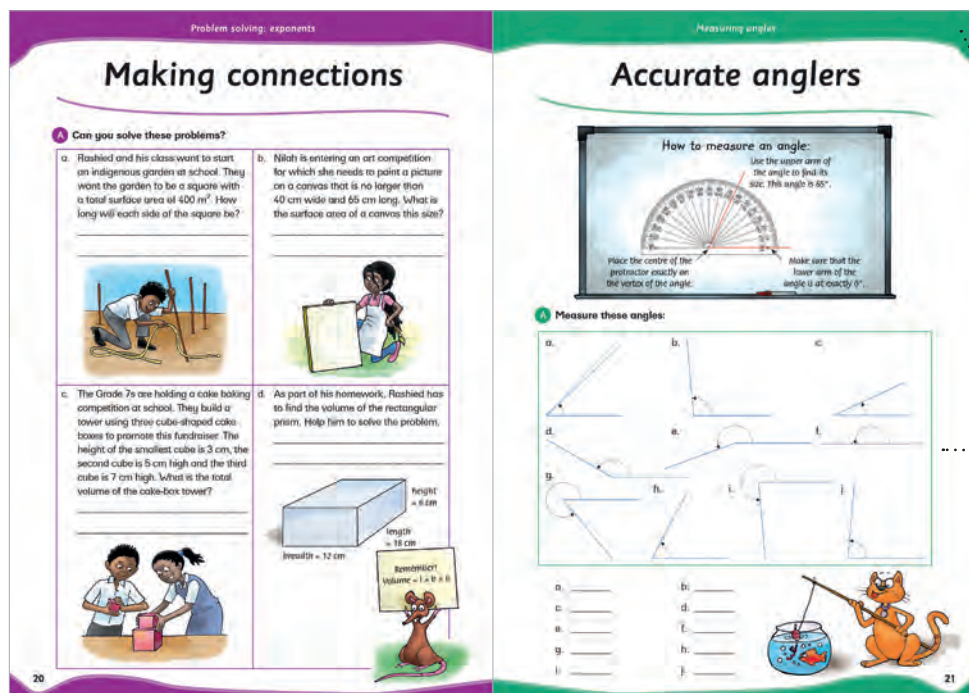 Problem solving: exponents
Making connections
A Can you solve these problems?
a. Rashied and his class want to start
an indigenous garden at school. They
want the garden to be a square with
a total surface area of 400 m². How
long will each side of the square be?
b. Nilah is entering an art competition
for which she needs to paint a picture
on a canvas that is no larger than
40 cm wide and 65 cm long. What is
the surface area of a canvas this size?
c. The Grade 7s are holding a cake baking
competition at school. They build a
tower using three cube-shaped cake
boxes to promote this fundraiser. The
height of the smallest cube is 3 cm, the
second cube is 5 cm high and the third
cube is 7 cm high. What is the total
volume of the cake-box tower?
d. As part of his homework, Rashied has
to find the volume of the rectangular
prism. Help him to solve the problem.
height
= 6 cm
length
= 18 cm
breadth = 12 cm
Remember!
Volume = l × b × h
20
Measuring angles
Accurate anglers
How to measure an angle:
Use the upper arm of
the angle to find its
size. This angle is 65°.
Place the centre of the
protractor exactly on
the vertex of the angle.
Make sure that the
lower arm of the
angle is at exactly 0°.
A Measure these angles:
a. b. c.
d. e. f.
g. h. i. j.
a. b.
c. d.
e. f.
g. h.
i. j.
21